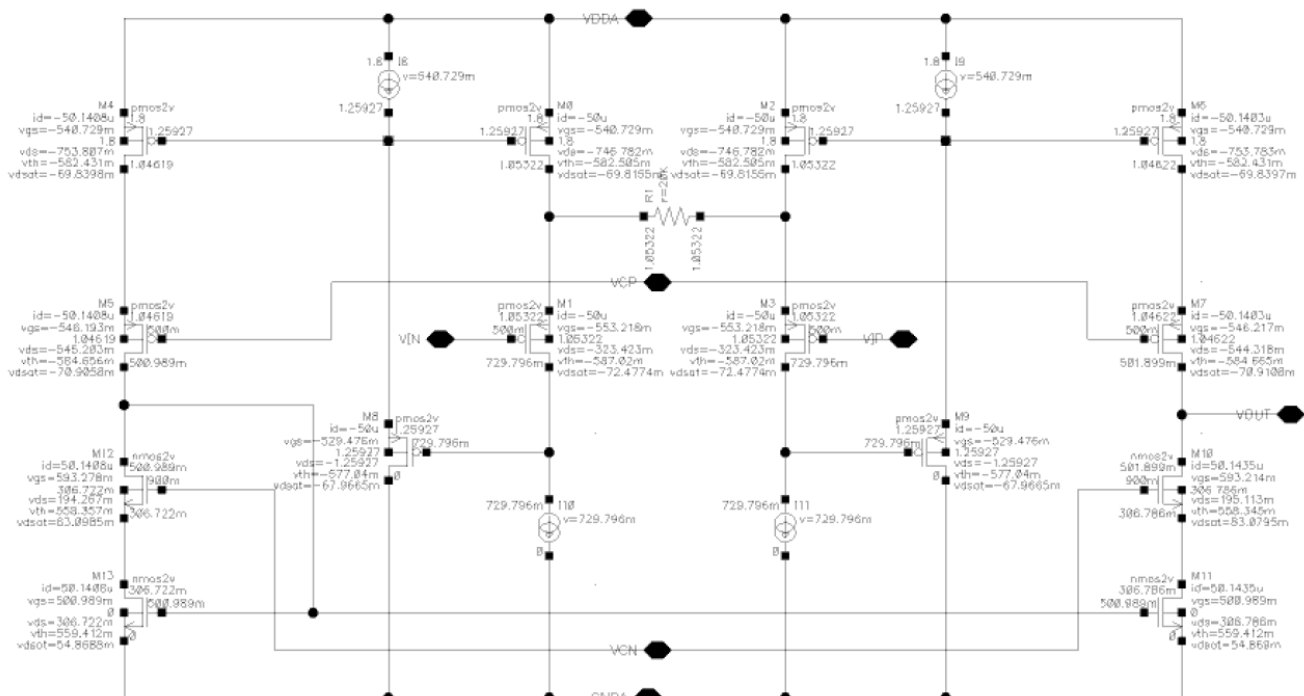 VDDA
1.8 I8
v=540.729m
1.25927
1.8 I9
v=540.729m
1.25927
M4
pmos2v
id=-50.1408u
1.8
vgs=-540.729m
1.25927
1.8
vds=-753.807m
vth=-582.431m
1.04619
vdsat=-69.8398m
M0
pmos2v
id=-50u
1.8
vgs=-540.729m
1.25927
1.8
vds=-746.782m
vth=-582.505m
1.05322
vdsat=-69.8155m
M2
pmos2v
id=-50u
1.8
vgs=-540.729m
1.25927
1.8
vds=-746.782m
vth=-582.505m
1.05322
vdsat=-69.8155m
M6
pmos2v
id=-50.1403u
1.8
vgs=-540.729m
1.25927
1.8
vds=-753.783m
vth=-582.431m
1.04622
vdsat=-69.8397m
R1
r=20K
1.05322
1.05322
VCP
M5
pmos2v
id=-50.1408u
1.04619
vgs=-546.193m
500m
1.04619
vds=-545.203m
vth=-584.656m
500.989m
vdsat=-70.9058m
M1
pmos2v
id=-50u
1.05322
vgs=-553.218m
500m
1.05322
vds=-323.423m
vth=-587.02m
729.796m
vdsat=-72.4774m
M3
pmos2v
id=-50u
1.05322
vgs=-553.218m
500m
1.05322
vds=-323.423m
vth=-587.02m
729.796m
vdsat=-72.4774m
M7
pmos2v
id=-50.1403u
1.04622
vgs=-546.217m
500m
1.04622
vds=-544.318m
vth=-584.665m
501.899m
vdsat=-70.9108m
VIN
VIP
M8
pmos2v
id=-50u
1.25927
vgs=-529.476m
729.796m
1.25927
vds=-1.25927
vth=-577.04m
0
vdsat=-67.9665m
M9
pmos2v
id=-50u
1.25927
vgs=-529.476m
729.796m
1.25927
vds=-1.25927
vth=-577.04m
0
vdsat=-67.9665m
VOUT
M12
nmos2v
id=50.1408u
500.989m
vgs=593.278m
900m
306.722m
vds=194.267m
vth=558.357m
306.722m
vdsat=83.0985m
M10
nmos2v
id=50.1435u
501.899m
vgs=593.214m
900m
306.786m
vds=195.113m
vth=558.345m
306.786m
vdsat=83.0795m
729.796m I10
v=729.796m
0
729.796m I11
v=729.796m
0
M13
nmos2v
id=50.1406u
306.722m
vgs=500.989m
500.989m
0
vds=306.722m
vth=559.412m
0
vdsat=54.8688m
M11
nmos2v
id=50.1435u
306.786m
vgs=500.989m
500.989m
0
vds=306.786m
vth=559.412m
0
vdsat=54.869m
VCN